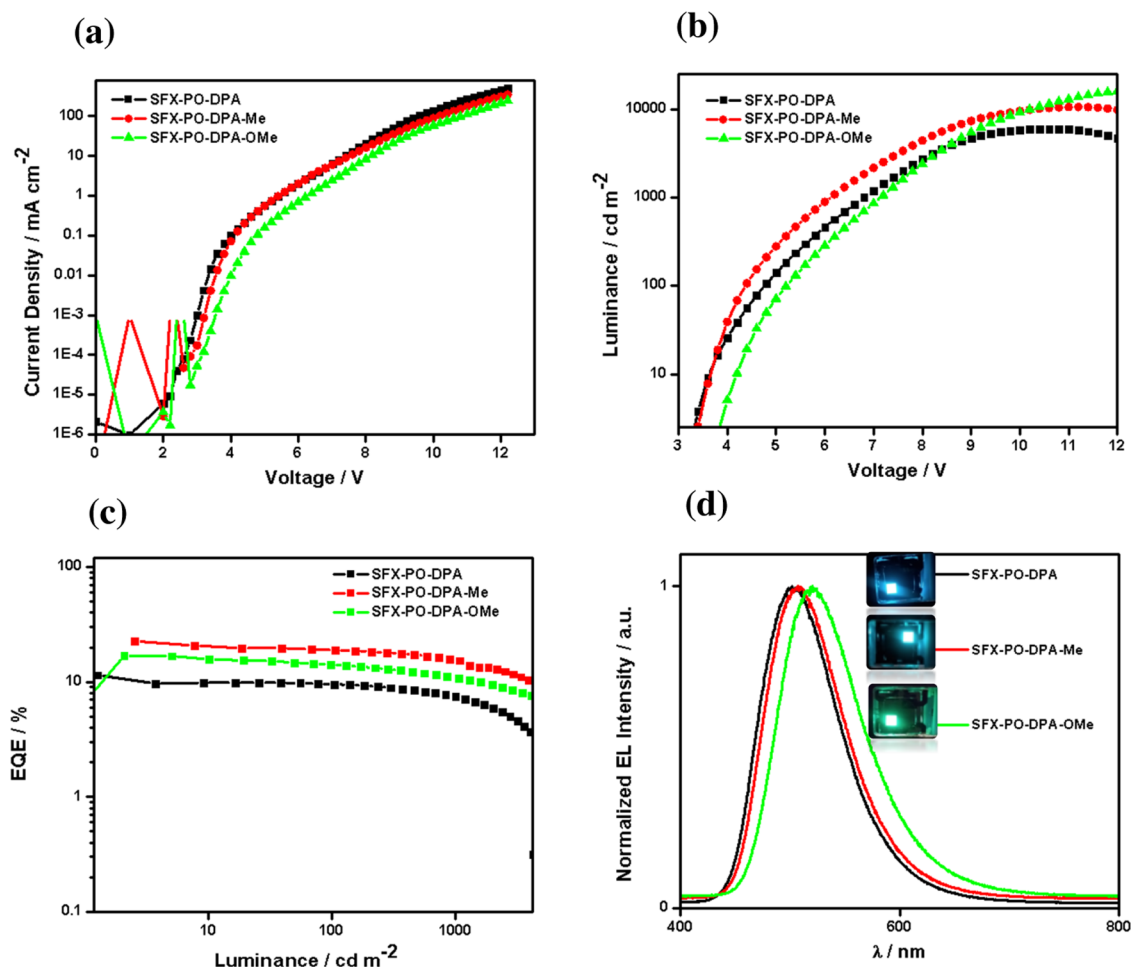 (a)
SFX-PO-DPA
SFX-PO-DPA-Me
SFX-PO-DPA-OMe
100
10
1
0.1
0.01
1E-3
1E-4
1E-5
1E-6
Current Density / mA cm-2
0 2 4 6 8 10 12
Voltage / V
(b)
SFX-PO-DPA
SFX-PO-DPA-Me
SFX-PO-DPA-OMe
10000
1000
100
10
Luminance / cd m-2
3 4 5 6 7 8 9 10 11 12
Voltage / V
(c)
SFX-PO-DPA
SFX-PO-DPA-Me
SFX-PO-DPA-OMe
100
10
1
0.1
EQE / %
10 100 1000
Luminance / cd m-2
(d)
SFX-PO-DPA
SFX-PO-DPA-Me
SFX-PO-DPA-OMe
1
0
Normalized EL Intensity / a.u.
400 600 800
λ / nm